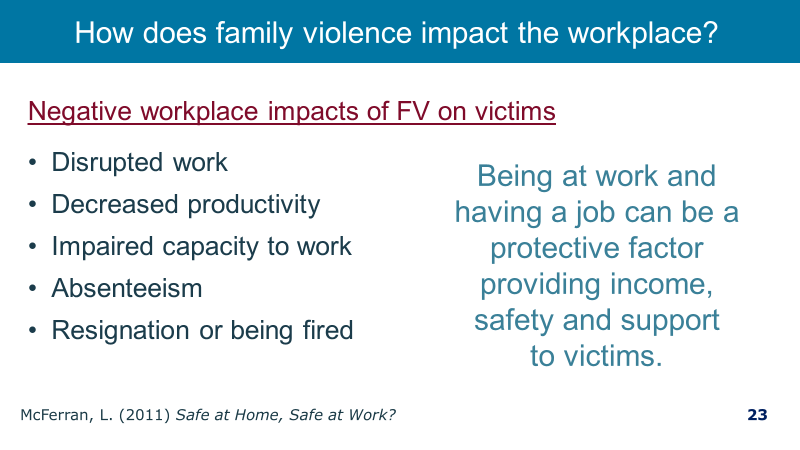 How does family violence impact the workplace?
Negative workplace impacts of FV on victims
• Disrupted work
• Decreased productivity
• Impaired capacity to work
• Absenteeism
• Resignation or being fired
Being at work and
having a job can be a
protective factor
providing income,
safety and support
to victims.
McFerran, L. (2011) Safe at Home, Safe at Work?
23